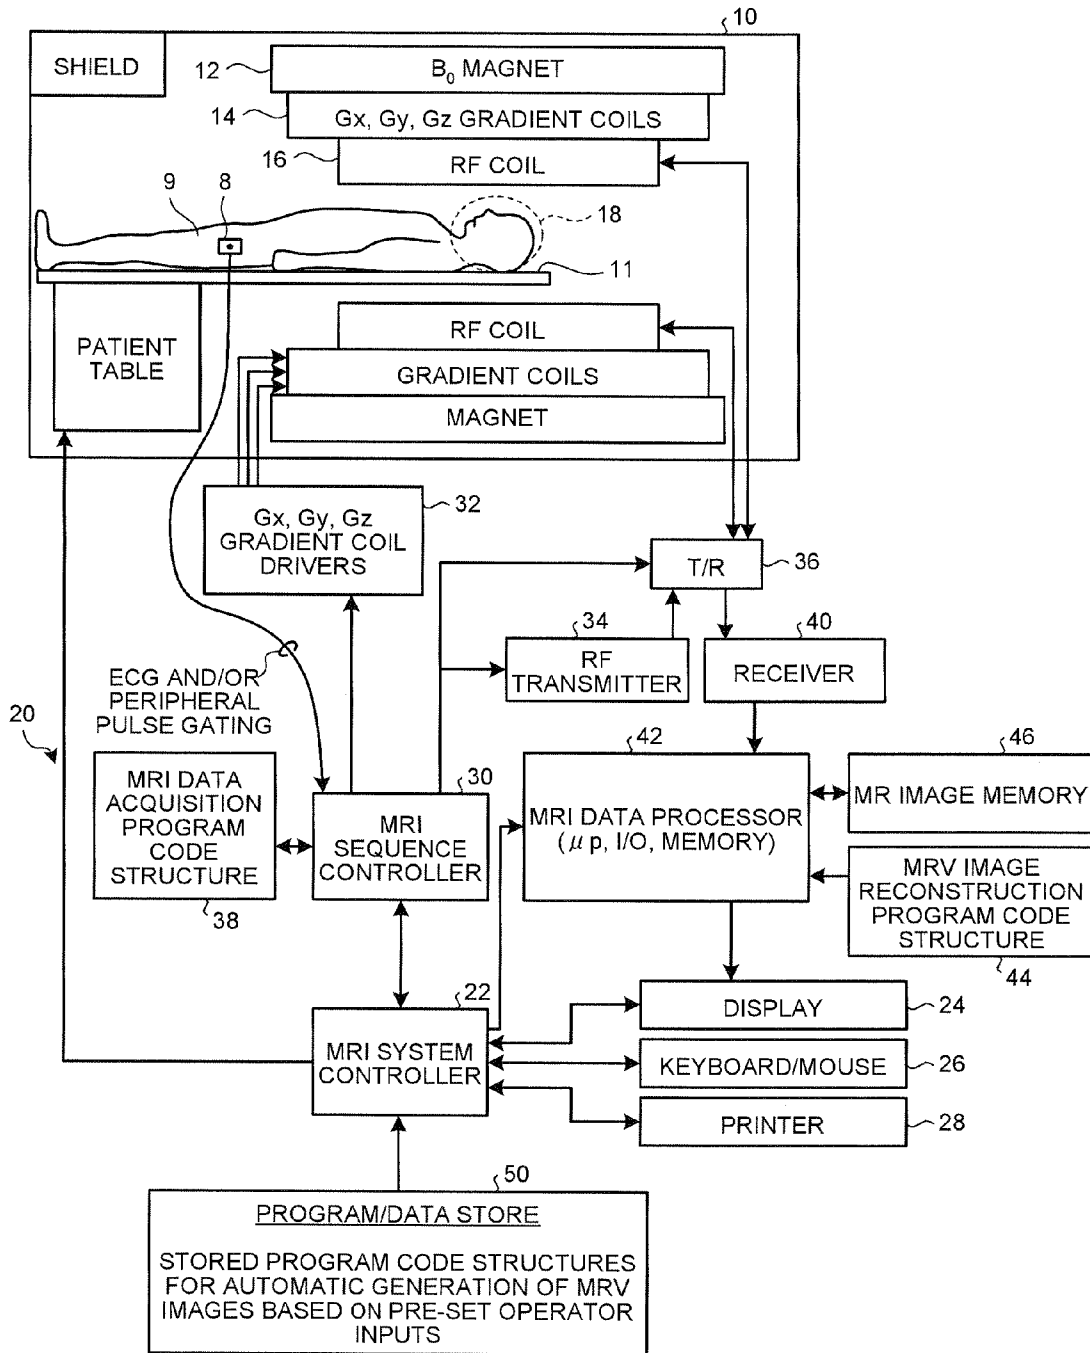 10
SHIELD
12
B₀ MAGNET
14
Gx, Gy, Gz GRADIENT COILS
16
RF COIL
9
8
18
11
PATIENT
TABLE
RF COIL
GRADIENT COILS
MAGNET
32
Gx, Gy, Gz
GRADIENT COIL
DRIVERS
T/R
36
34
RF
TRANSMITTER
40
RECEIVER
ECG AND/OR
PERIPHERAL
PULSE GATING
20
MRI DATA
ACQUISITION
PROGRAM
CODE
STRUCTURE
38
30
MRI
SEQUENCE
CONTROLLER
42
MRI DATA PROCESSOR
(μp, I/O, MEMORY)
46
MR IMAGE MEMORY
MRV IMAGE
RECONSTRUCTION
PROGRAM CODE
STRUCTURE
44
22
MRI SYSTEM
CONTROLLER
DISPLAY
24
KEYBOARD/MOUSE
26
PRINTER
28
50
PROGRAM/DATA STORE
STORED PROGRAM CODE STRUCTURES
FOR AUTOMATIC GENERATION OF MRV
IMAGES BASED ON PRE-SET OPERATOR
INPUTS